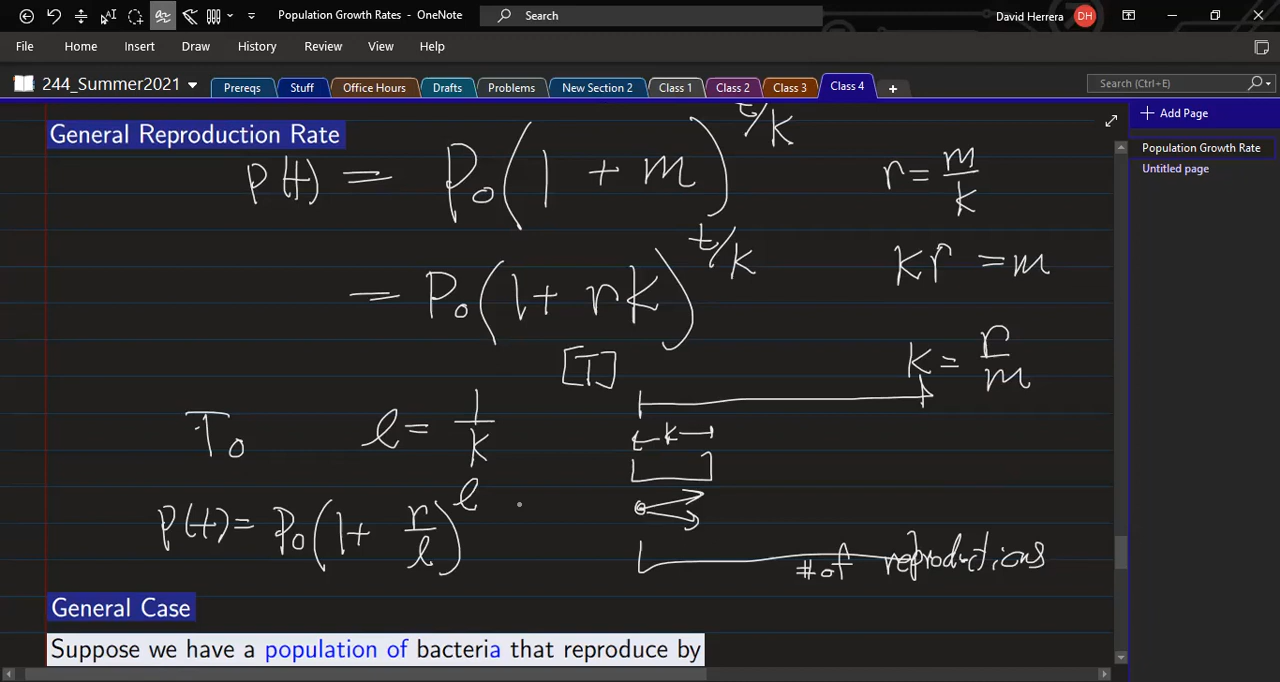 Population Growth Rates - OneNote
Search
David Herrera DH
File Home Insert Draw History Review View Help
244_Summer2021 Prereqs Stuff Office Hours Drafts Problems New Section 2 Class 1 Class 2 Class 3 Class 4 + Search (Ctrl+E)
+ Add Page
Population Growth Rate
Untitled page
General Reproduction Rate
P(t) = P₀(1 + m)^t/k r = m/k
= P₀(1 + rk)^t/k kr = m
[T] k = r/m
T₀ l = 1/k k
P(t) = P₀(1 + r/l)^l
# of reproductions
General Case
Suppose we have a population of bacteria that reproduce by